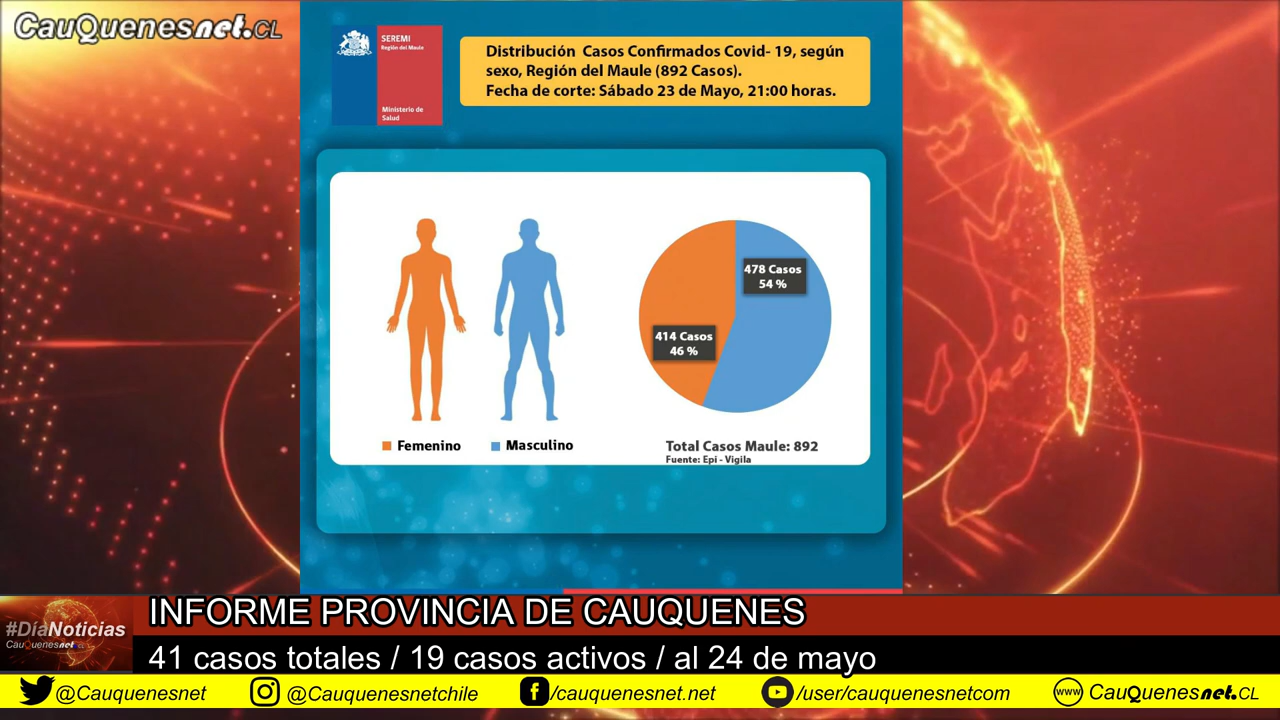 CauQuenesnet.CL
SEREMI
Región del Maule
Ministerio de
Salud
Distribución Casos Confirmados Covid- 19, según
sexo, Región del Maule (892 Casos).
Fecha de corte: Sábado 23 de Mayo, 21:00 horas.
478 Casos
54 %
414 Casos
46 %
Femenino
Masculino
Total Casos Maule: 892
Fuente: Epi - Vigila
#DíaNoticias
CauQuenesnet.cl
INFORME PROVINCIA DE CAUQUENES
41 casos totales / 19 casos activos / al 24 de mayo
@Cauquenesnet
@Cauquenesnetchile
/cauquenes.net
/user/cauquenesnetcom
www
CauQuenesnet.CL